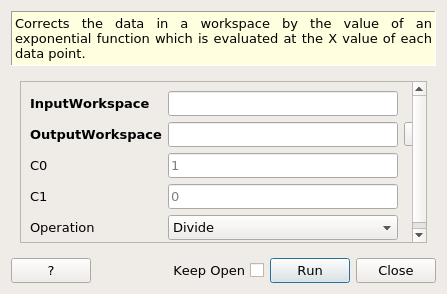 Corrects the data in a workspace by the value of an
exponential function which is evaluated at the X value of each
data point.
InputWorkspace
OutputWorkspace
C0 1
C1 0
Operation Divide
? Keep Open Run Close